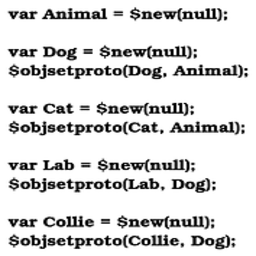 var Animal = $new(null);
var Dog = $new(null);
$objsetproto(Dog, Animal);
var Cat = $new(null);
$objsetproto(Cat, Animal);
var Lab = $new(null);
$objsetproto(Lab, Dog);
var Collie = $new(null);
$objsetproto(Collie, Dog);